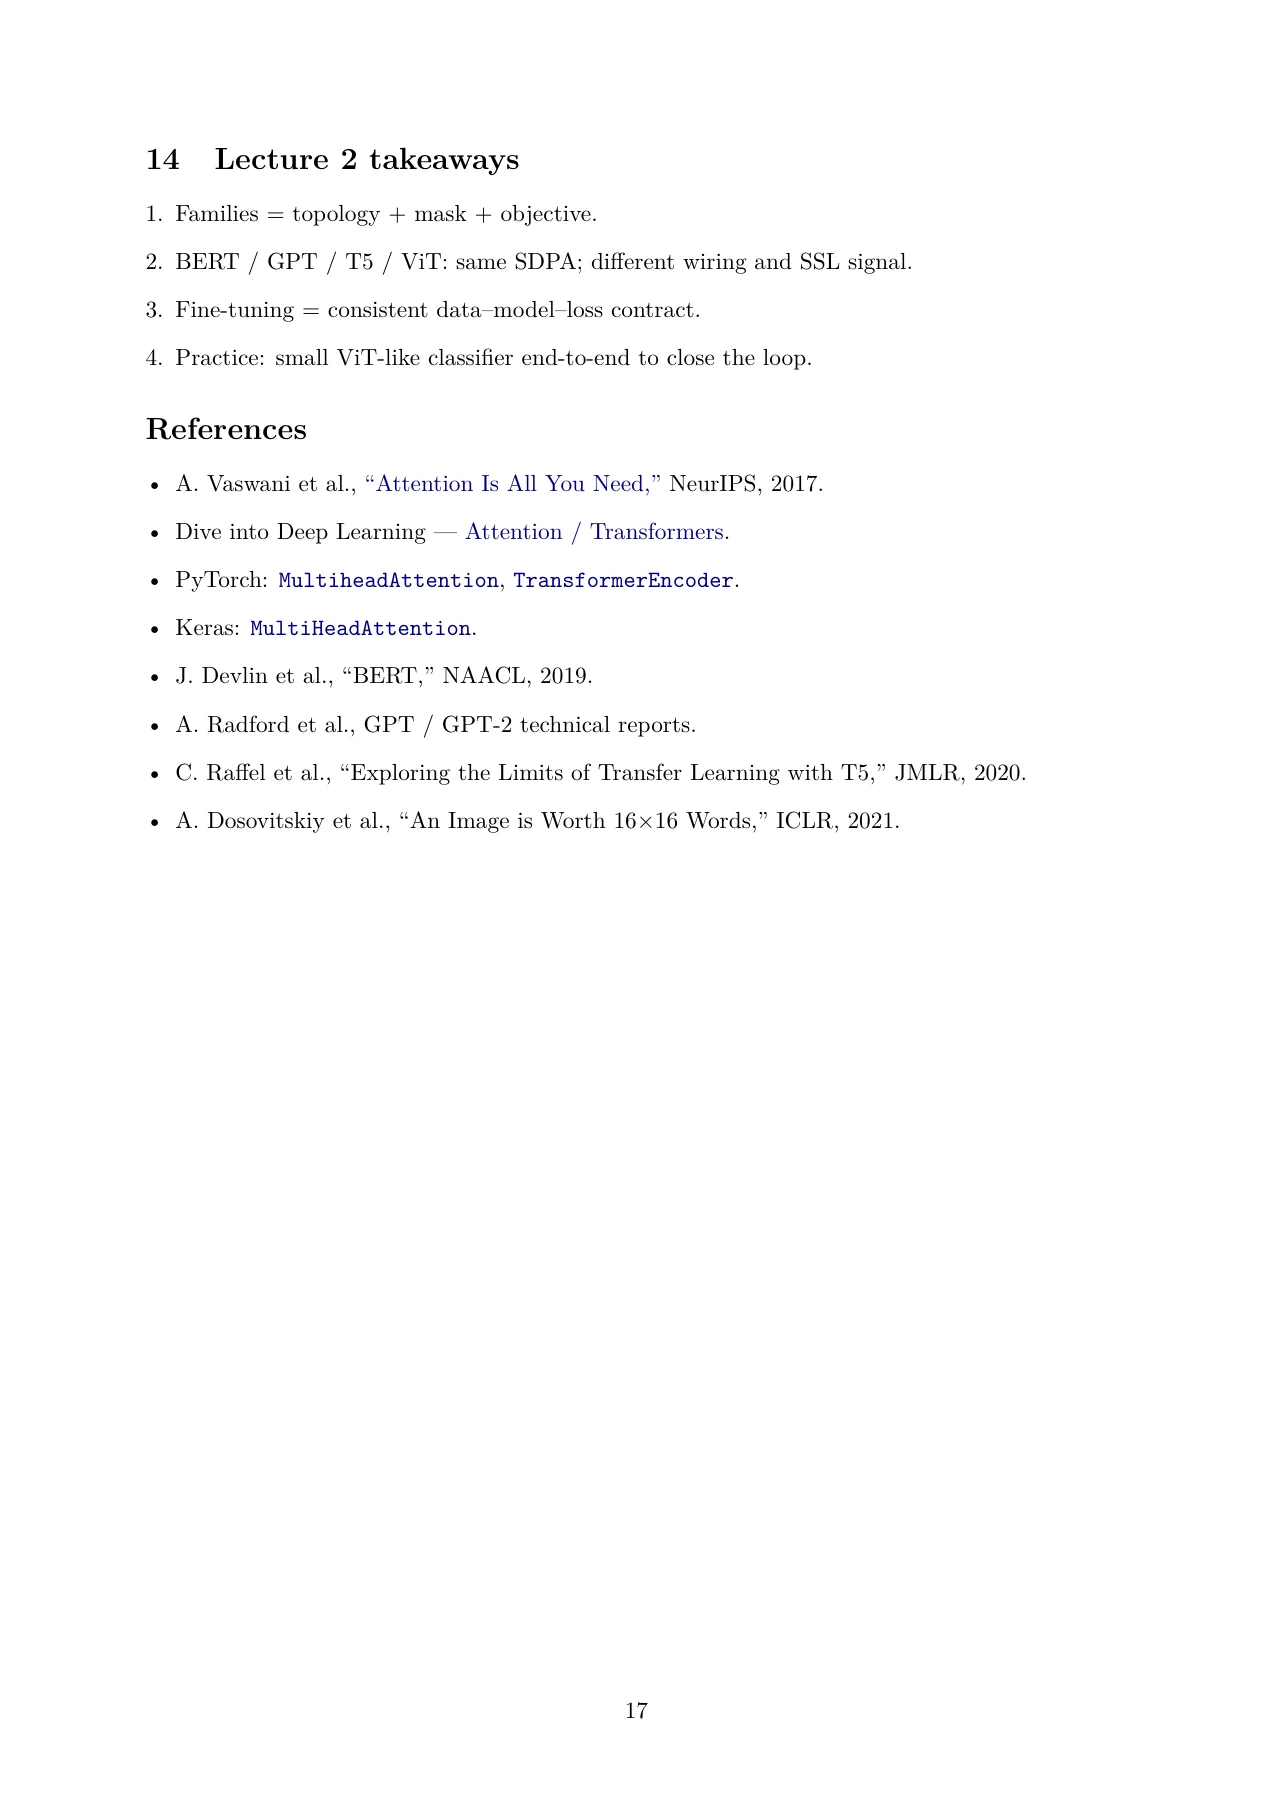 14 Lecture 2 takeaways
1. Families = topology + mask + objective.
2. BERT / GPT / T5 / ViT: same SDPA; different wiring and SSL signal.
3. Fine-tuning = consistent data–model–loss contract.
4. Practice: small ViT-like classifier end-to-end to close the loop.
References
• A. Vaswani et al., “Attention Is All You Need,” NeurIPS, 2017.
• Dive into Deep Learning — Attention / Transformers.
• PyTorch: MultiheadAttention, TransformerEncoder.
• Keras: MultiHeadAttention.
• J. Devlin et al., “BERT,” NAACL, 2019.
• A. Radford et al., GPT / GPT-2 technical reports.
• C. Raffel et al., “Exploring the Limits of Transfer Learning with T5,” JMLR, 2020.
• A. Dosovitskiy et al., “An Image is Worth 16×16 Words,” ICLR, 2021.
17